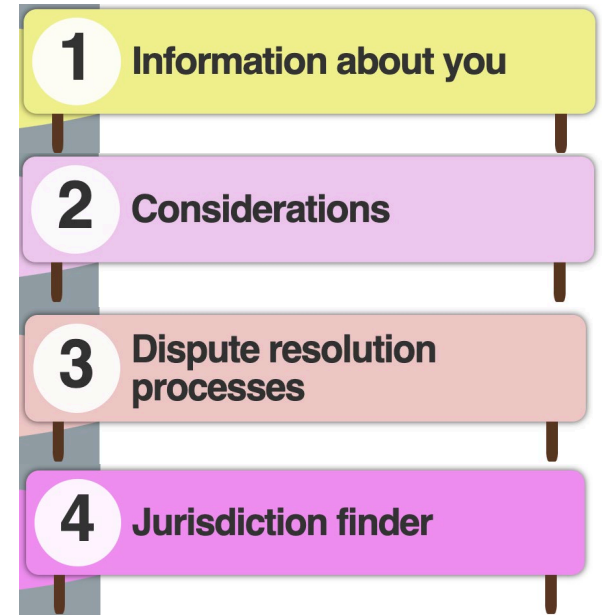 1 Information about you
2 Considerations
3 Dispute resolution
processes
4 Jurisdiction finder